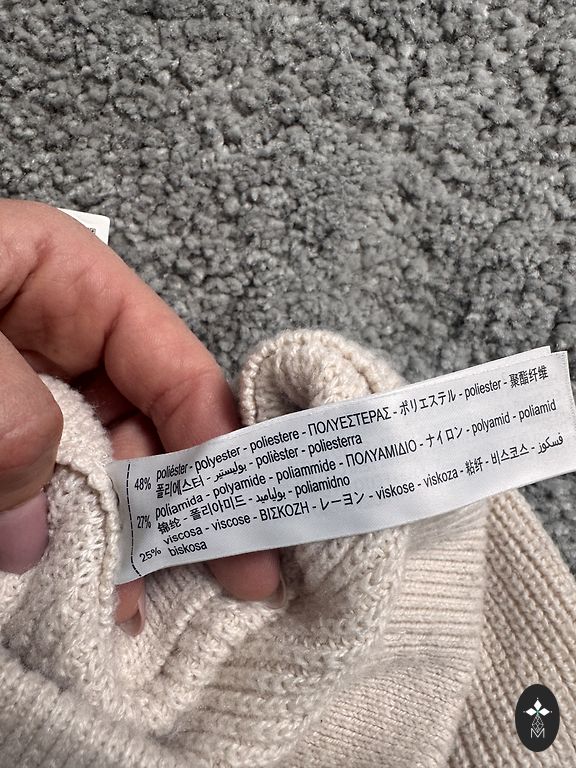 48% poliéster - polyester - poliestere - ΠΟΛΥΕΣΤΕΡΑΣ - ポリエステル - poliester - 聚酯纤维
폴리에스터 - بوليستير - polièster - poliesterra
27% poliamida - polyamide - poliammide - ΠΟΛΥΑΜΙΔΙΟ - ナイロン - polyamid - poliamid
锦纶 - 폴리아미드 - بولياميد - poliamidno
25% viscosa - viscose - ΒΙΣΚΟΖΗ - レーヨン - viskose - viskoza - 粘纤 - 비스코스 - فسكوز
biskosa